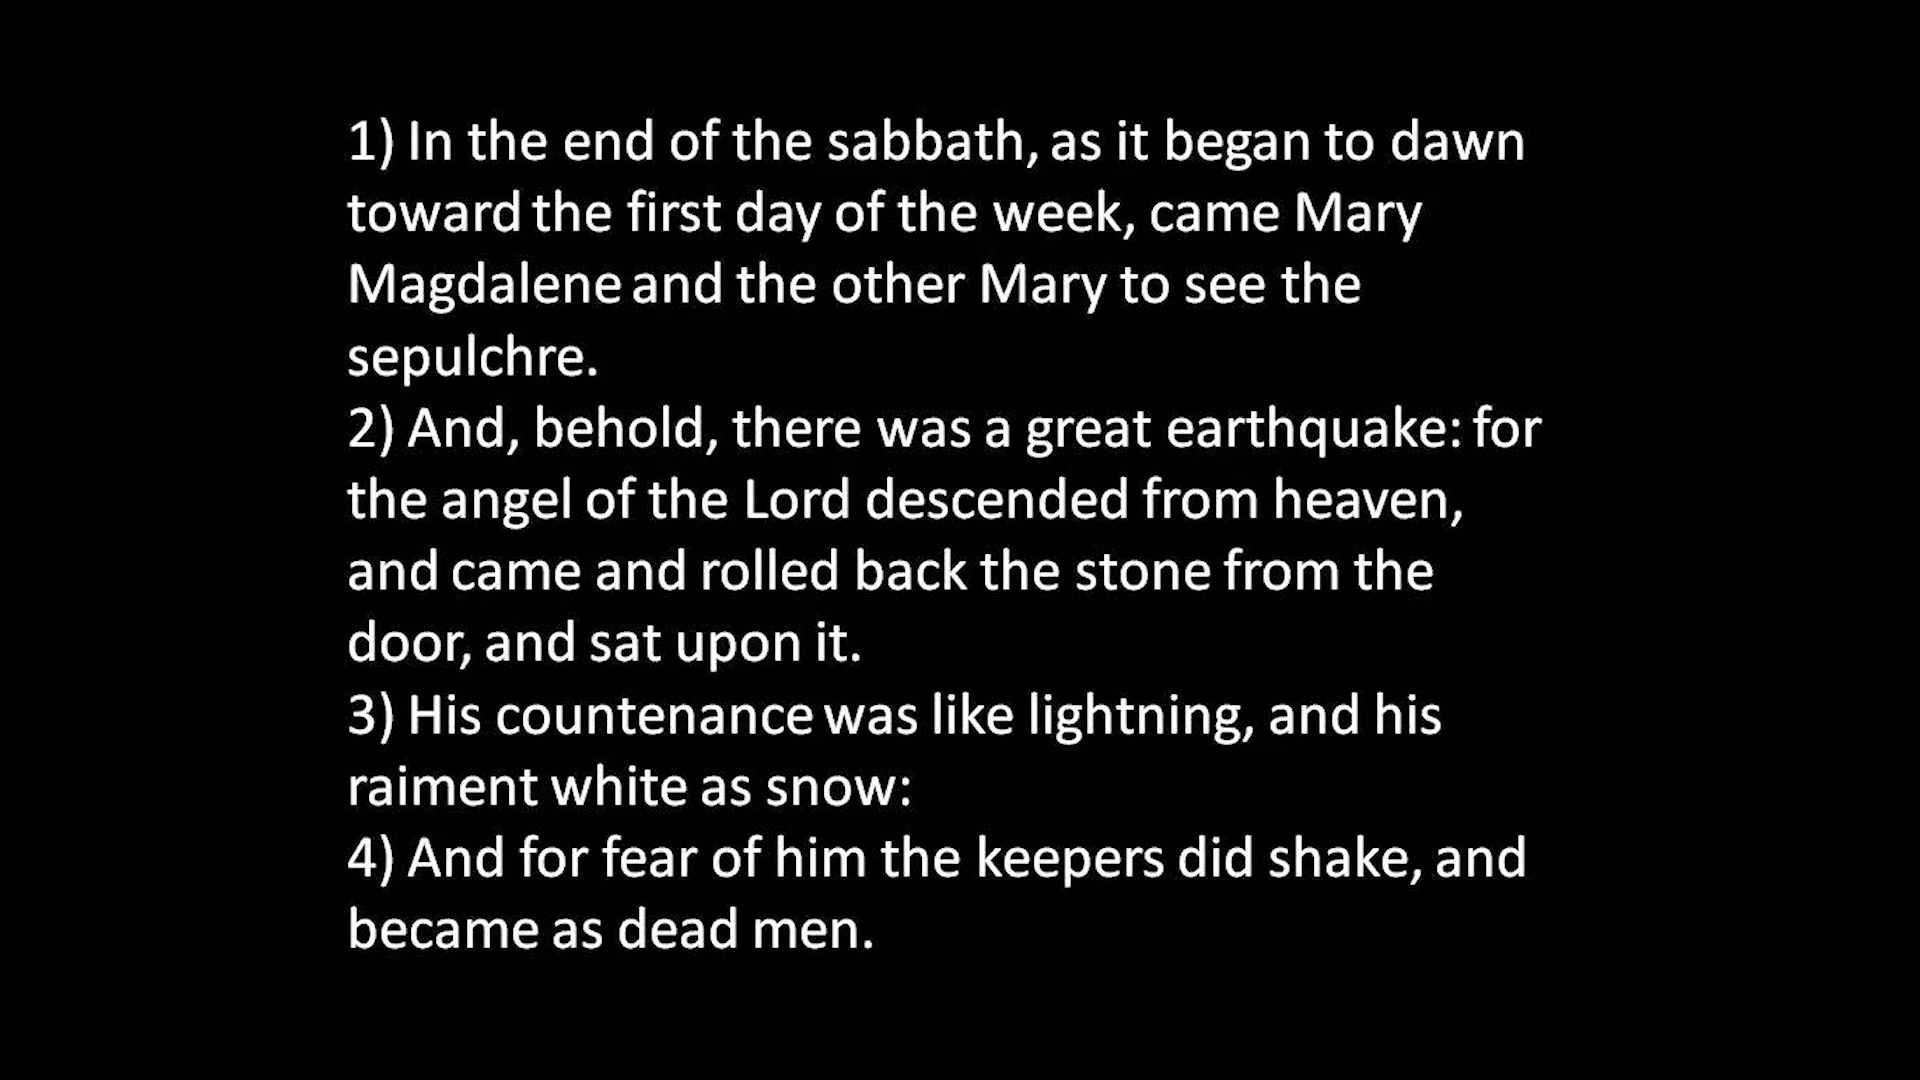 1) In the end of the sabbath, as it began to dawn
toward the first day of the week, came Mary
Magdalene and the other Mary to see the
sepulchre.
2) And, behold, there was a great earthquake: for
the angel of the Lord descended from heaven,
and came and rolled back the stone from the
door, and sat upon it.
3) His countenance was like lightning, and his
raiment white as snow:
4) And for fear of him the keepers did shake, and
became as dead men.